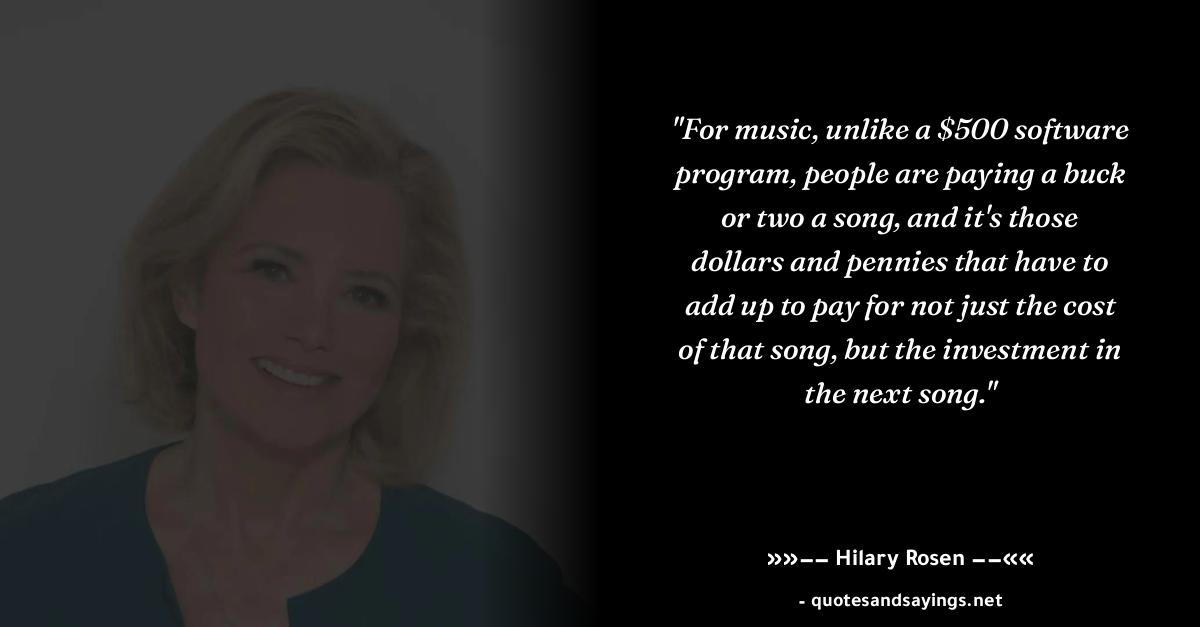 "For music, unlike a $500 software
program, people are paying a buck
or two a song, and it's those
dollars and pennies that have to
add up to pay for not just the cost
of that song, but the investment in
the next song."
»»−− Hilary Rosen −−««
- quotesandsayings.net